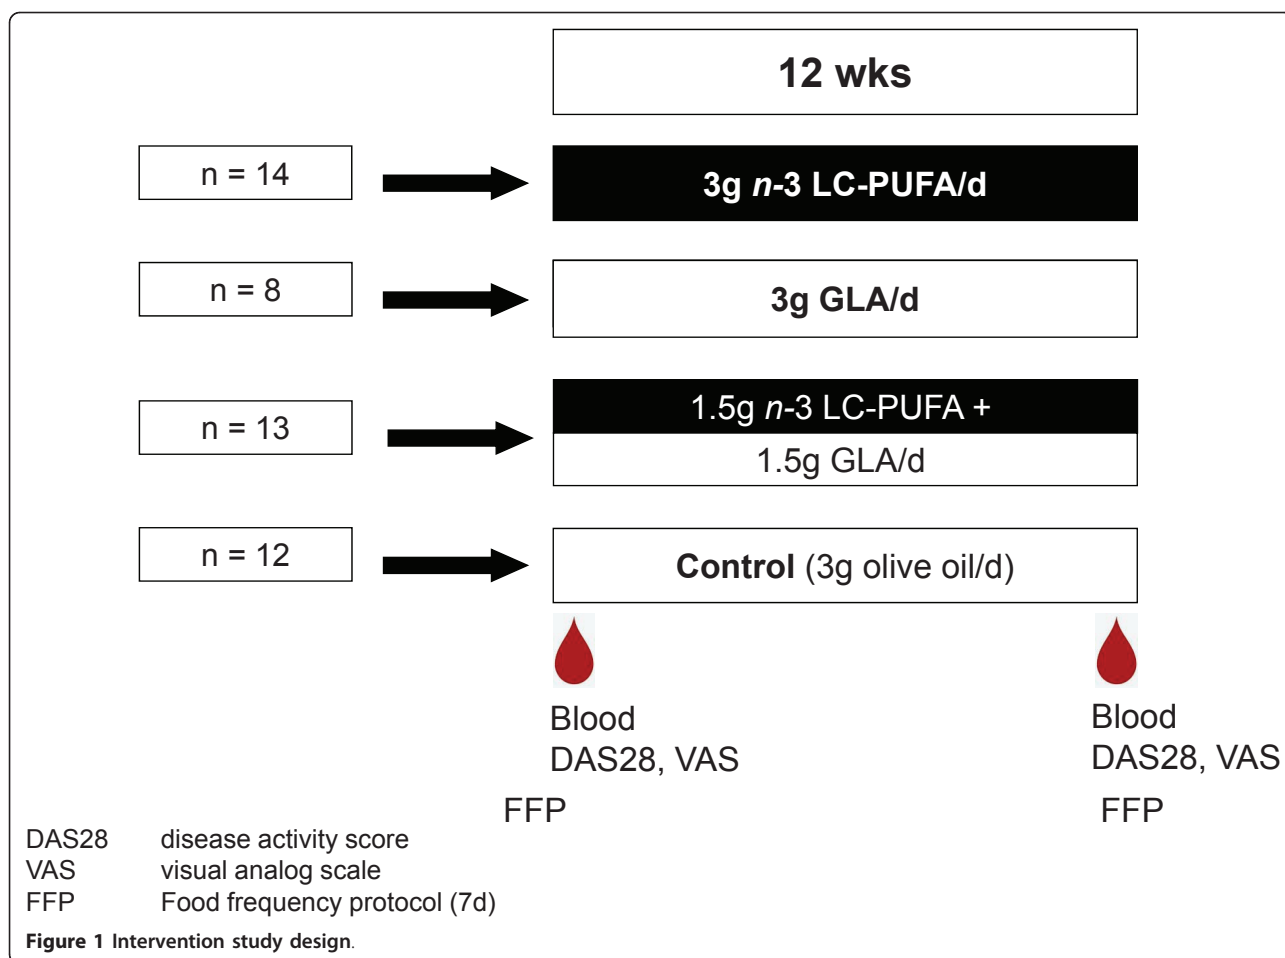 12 wks
n = 14
3g n-3 LC-PUFA/d
n = 8
3g GLA/d
n = 13
1.5g n-3 LC-PUFA +
1.5g GLA/d
n = 12
Control (3g olive oil/d)
Blood
DAS28, VAS
FFP
Blood
DAS28, VAS
FFP
DAS28 disease activity score
VAS visual analog scale
FFP Food frequency protocol (7d)
Figure 1 Intervention study design.